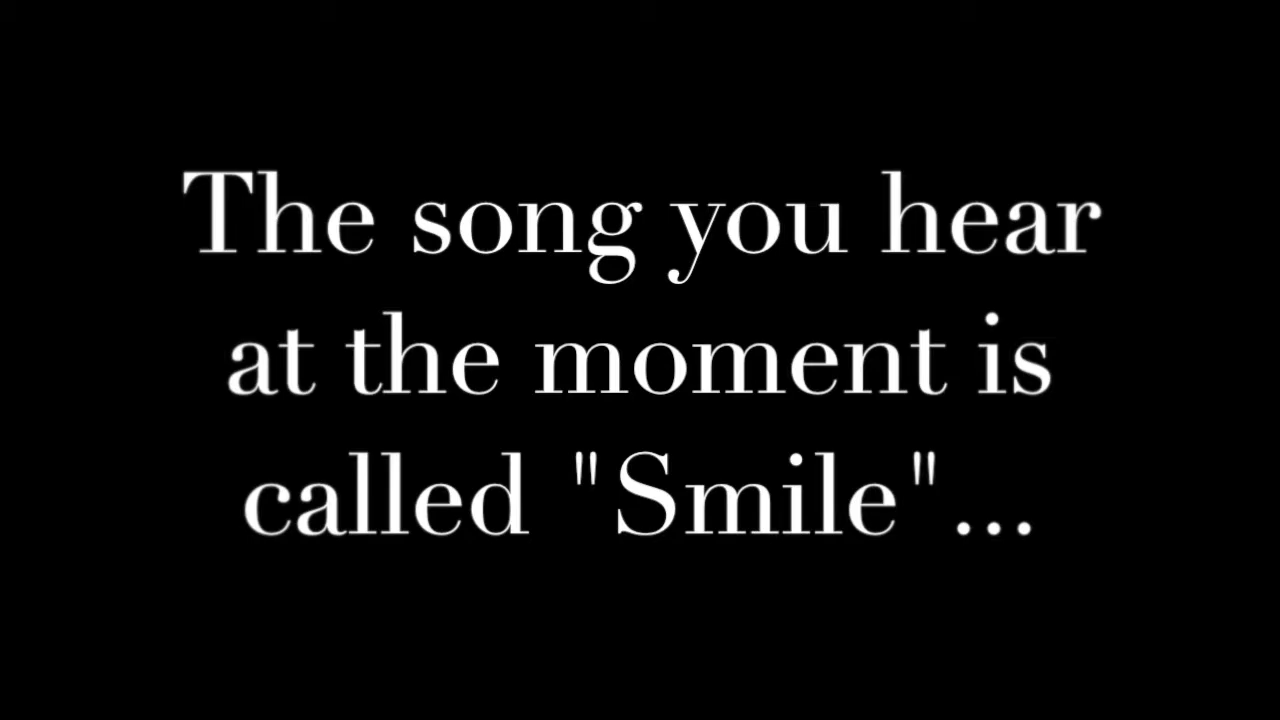 The song you hear
at the moment is
called "Smile"...